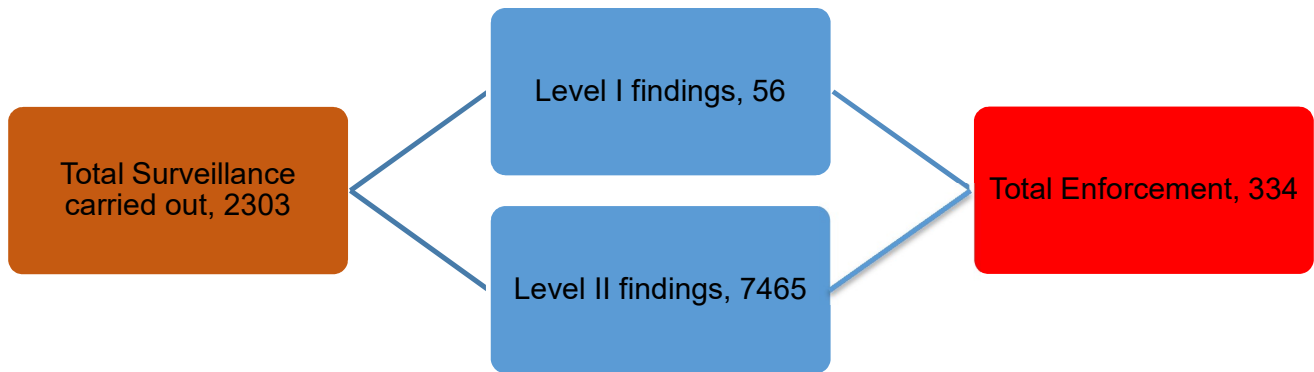 Total Surveillance
carried out, 2303
Level I findings, 56
Level II findings, 7465
Total Enforcement, 334